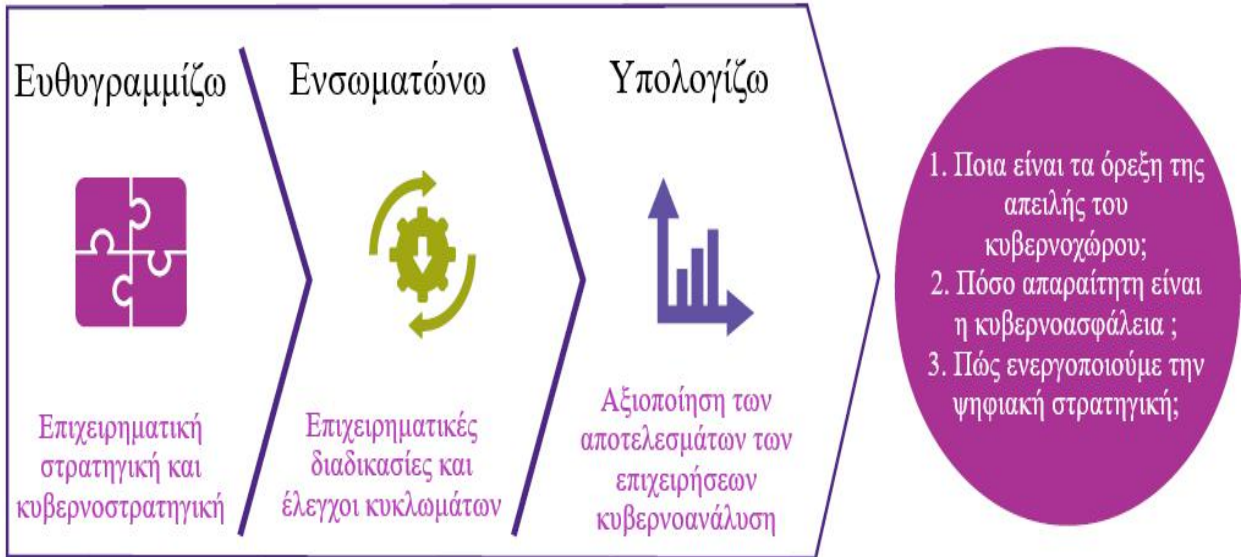 Ευθυγραμμίζω
Επιχειρηματική
στρατηγική και
κυβερνοστρατηγική
Ενσωματώνω
Επιχειρηματικές
διαδικασίες και
έλεγχοι κυκλωμάτων
Υπολογίζω
Αξιοποίηση των
αποτελεσμάτων των
επιχειρήσεων
κυβερνοανάλυση
1. Ποια είναι τα όρεξη της
απειλής του
κυβερνοχώρου;
2. Πόσο απαραίτητη είναι
η κυβερνοασφάλεια ;
3. Πώς ενεργοποιούμε την
ψηφιακή στρατηγική;